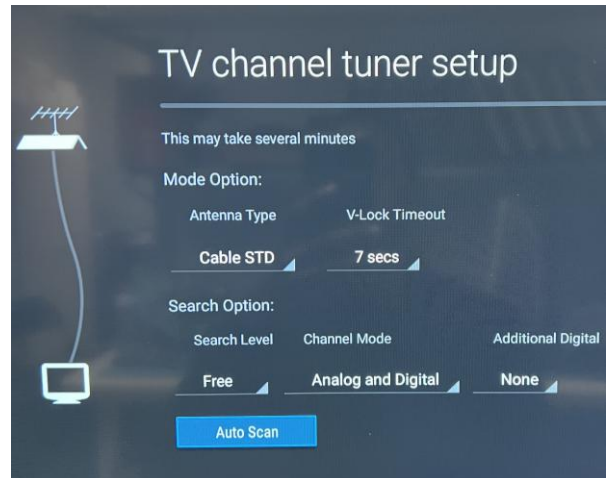 TV channel tuner setup
This may take several minutes
Mode Option:
Antenna Type V-Lock Timeout
Cable STD 7 secs
Search Option:
Search Level Channel Mode Additional Digital
Free Analog and Digital None
Auto Scan